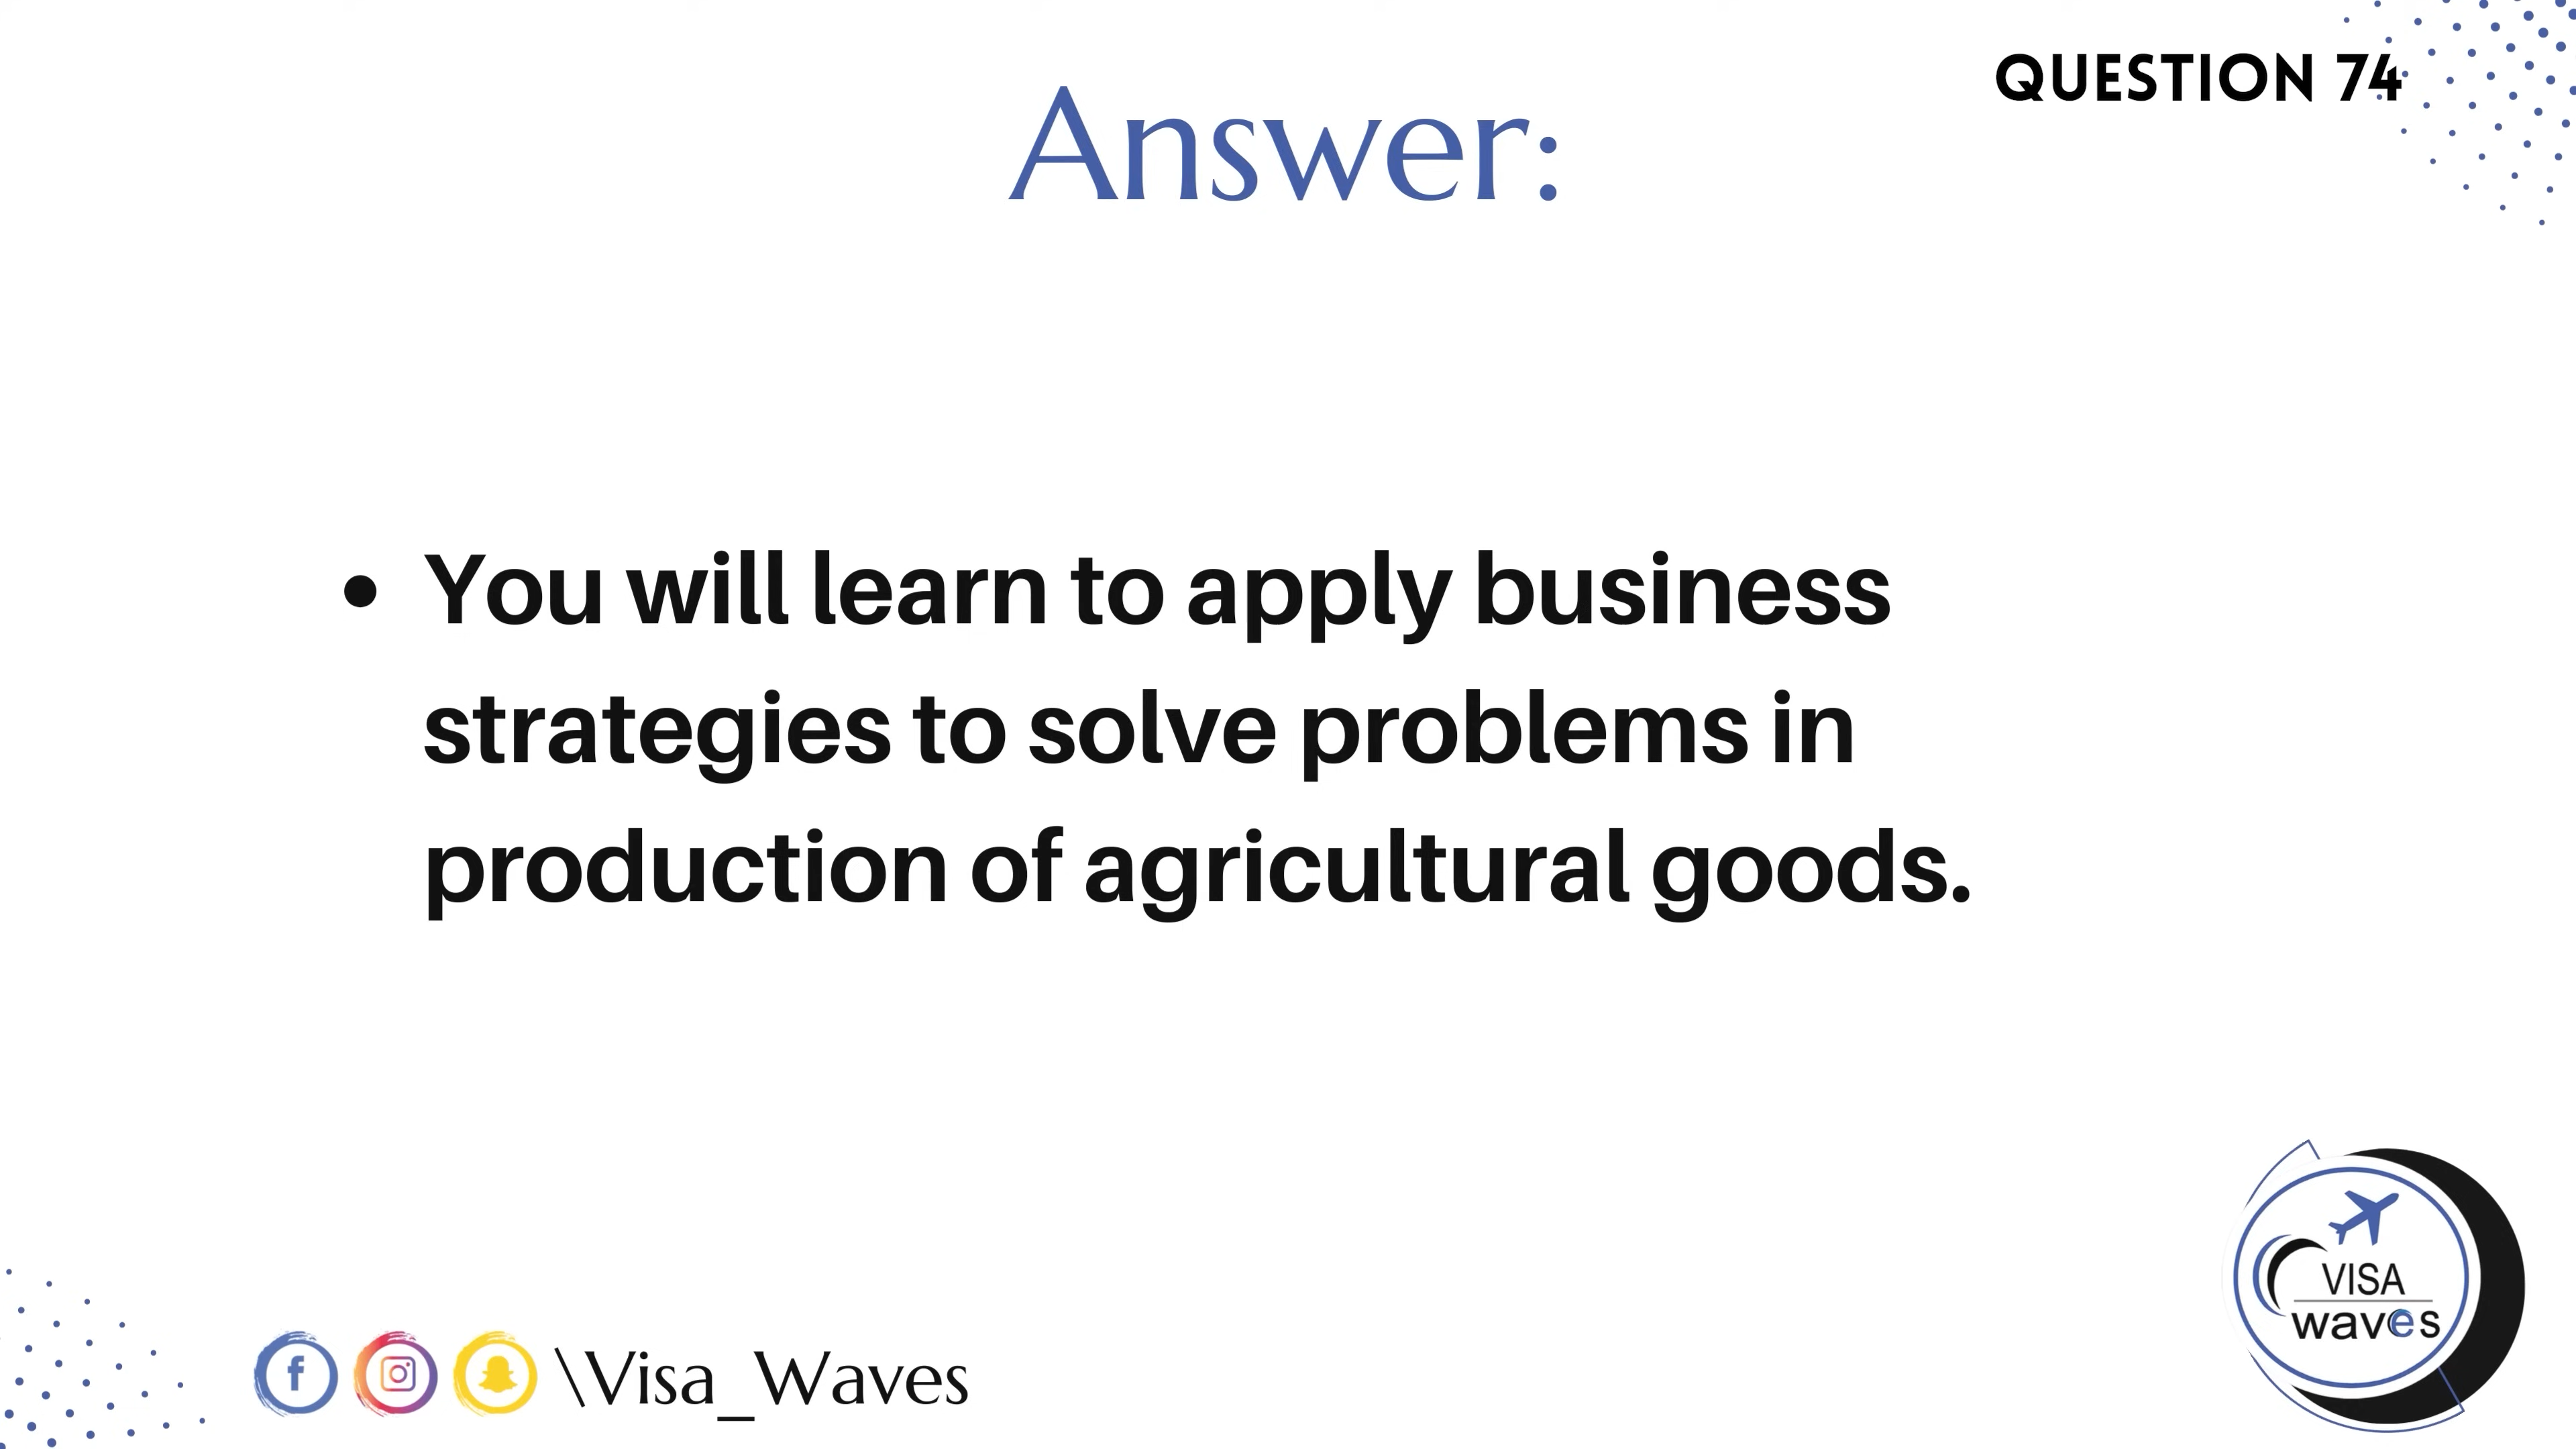 QUESTION 74
Answer:
• You will learn to apply business
strategies to solve problems in
production of agricultural goods.
\Visa_Waves
VISA
waves